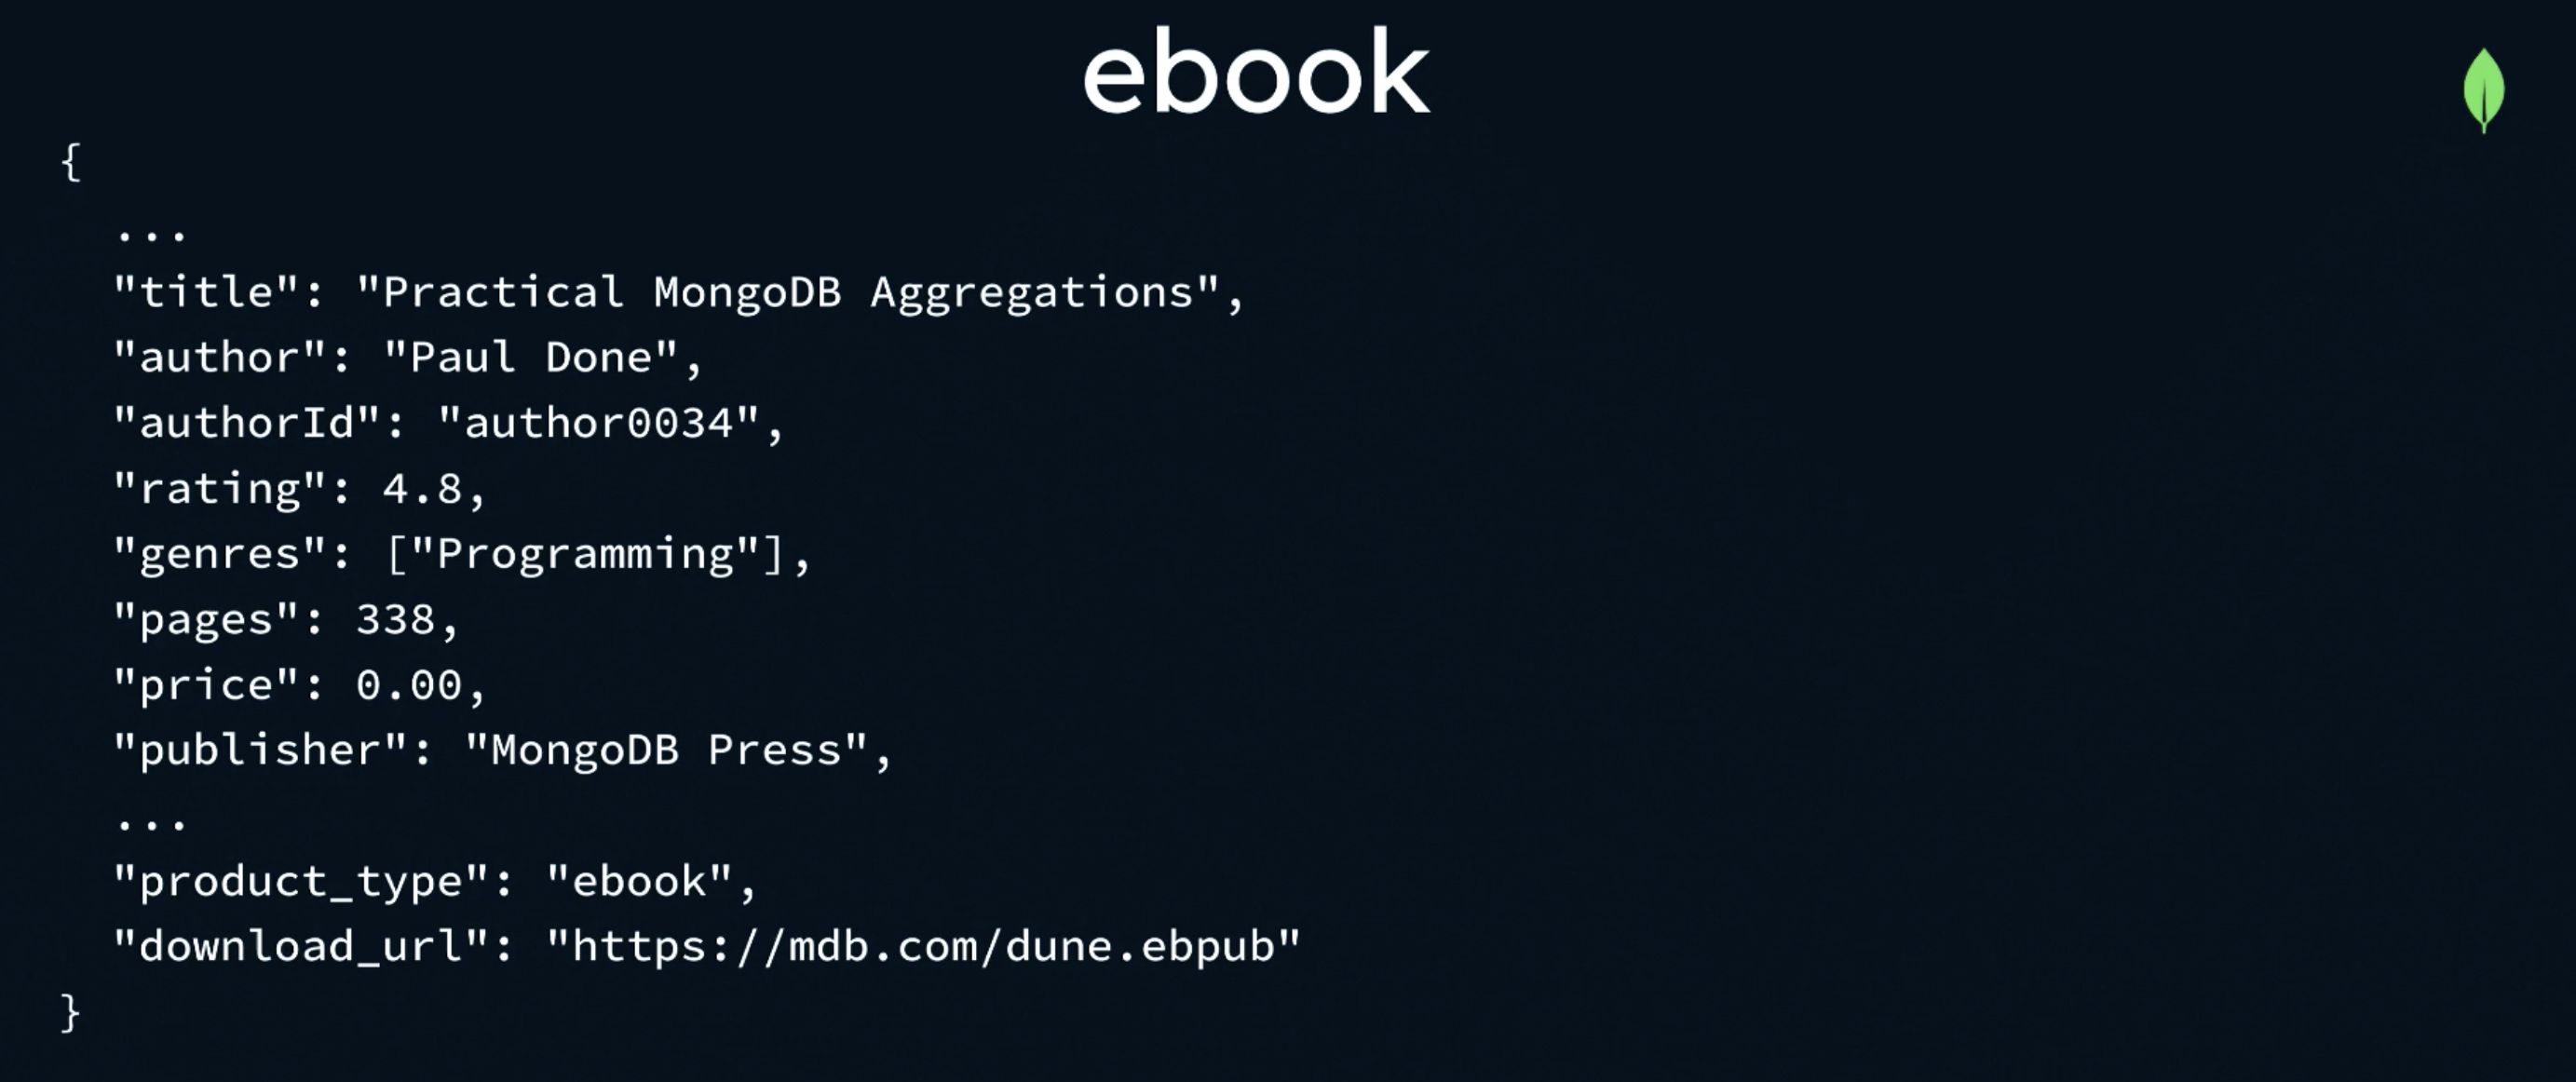 ebook
{
...
"title": "Practical MongoDB Aggregations",
"author": "Paul Done",
"authorId": "author0034",
"rating": 4.8,
"genres": ["Programming"],
"pages": 338,
"price": 0.00,
"publisher": "MongoDB Press",
...
"product_type": "ebook",
"download_url": "https://mdb.com/dune.ebpub"
}